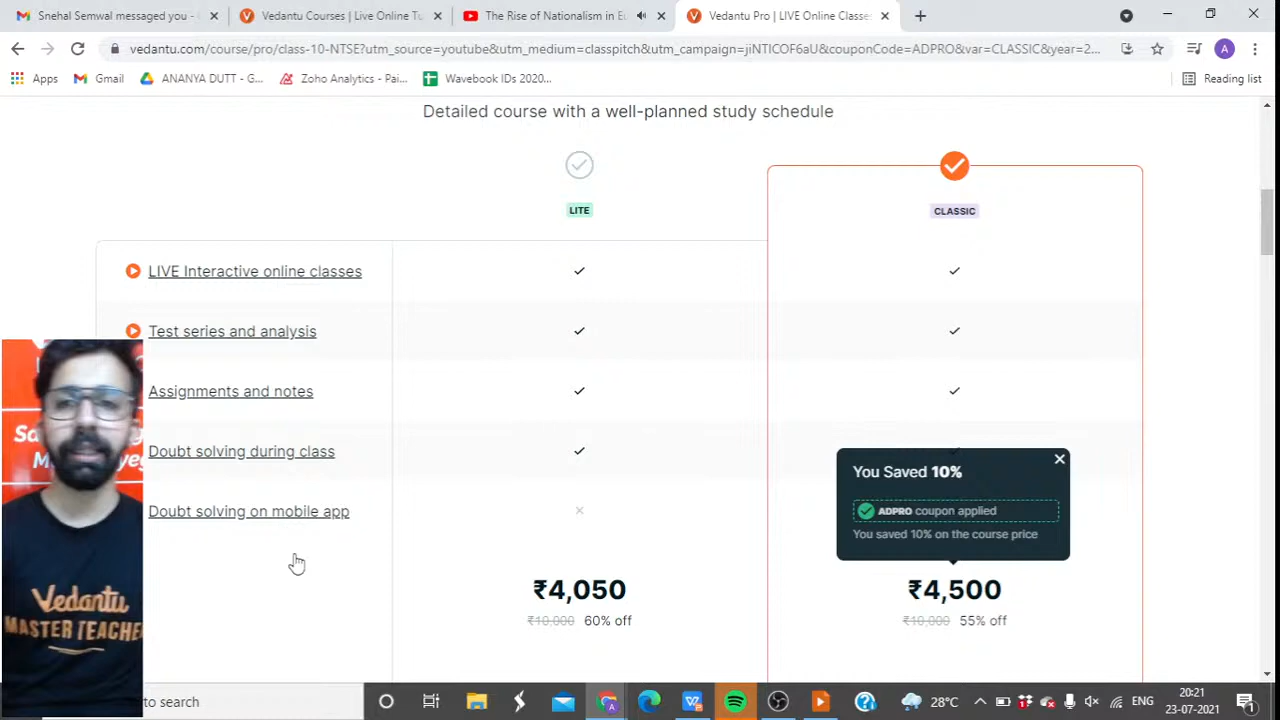 Snehal Semwal messaged you -
Vedantu Courses | Live Online Tu
The Rise of Nationalism in Eu
Vedantu Pro | LIVE Online Classes
vedantu.com/course/pro/class-10-NTSE?utm_source=youtube&utm_medium=classpitch&utm_campaign=jiNTICOF6aU&couponCode=ADPRO&var=CLASSIC&year=2...
A
Apps
Gmail
ANANYA DUTT - G...
Zoho Analytics - Pai...
Wavebook IDs 2020...
Reading list
Detailed course with a well-planned study schedule
LITE
CLASSIC
LIVE Interactive online classes
Test series and analysis
Assignments and notes
Doubt solving during class
Doubt solving on mobile app
You Saved 10%
ADPRO coupon applied
You saved 10% on the course price
₹4,050
₹10,000 60% off
₹4,500
₹10,000 55% off
Vedantu
MASTER TEACHER
to search
28°C
ENG
20:21
23-07-2021
1